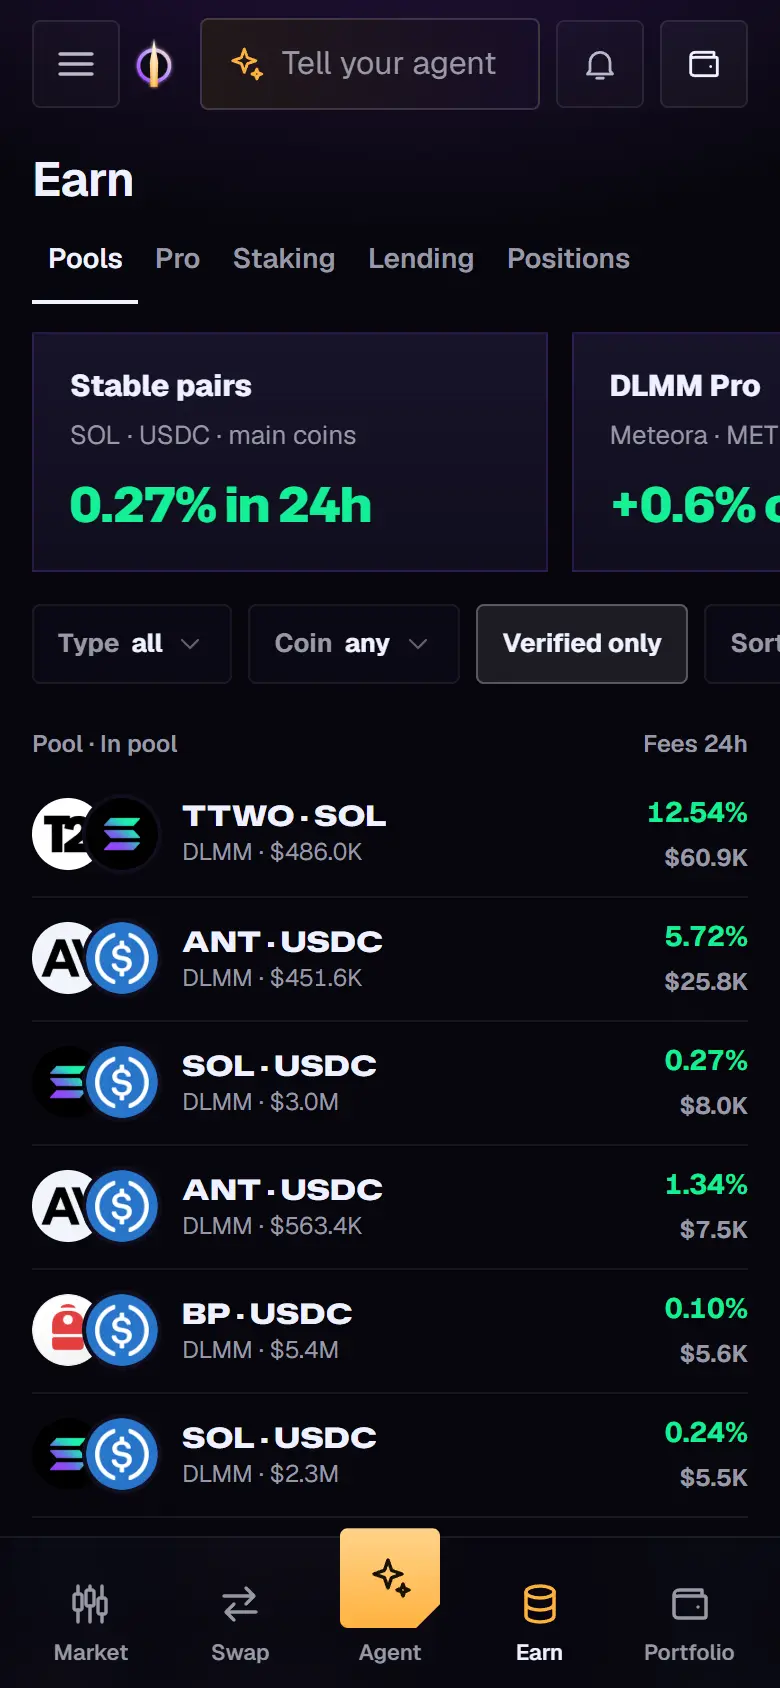 Tell your agent
Earn
Pools Pro Staking Lending Positions
Stable pairs
SOL · USDC · main coins
0.27% in 24h
DLMM Pro
Meteora · MET
+0.6%
Type all
Coin any
Verified only
Sort
Pool · In pool
Fees 24h
T2
TTWO · SOL
DLMM · $486.0K
12.54%
$60.9K
ANT · USDC
DLMM · $451.6K
5.72%
$25.8K
SOL · USDC
DLMM · $3.0M
0.27%
$8.0K
ANT · USDC
DLMM · $563.4K
1.34%
$7.5K
BP · USDC
DLMM · $5.4M
0.10%
$5.6K
SOL · USDC
DLMM · $2.3M
0.24%
$5.5K
Market Swap Agent Earn Portfolio